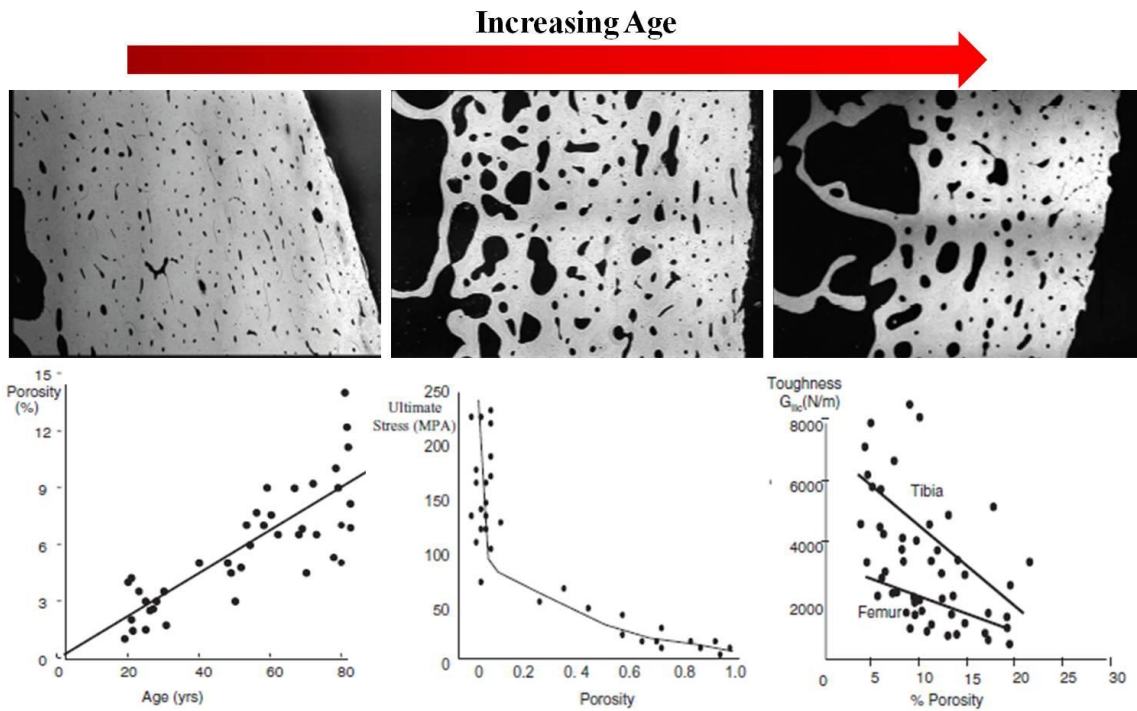 Increasing Age
15
Porosity
(%)
12
9
6
3
0
0 20 40 60 80
Age (yrs)
250
Ultimate
Stress (MPA)
200
150
100
50
0
0 0.2 0.4 0.6 0.8 1.0
Porosity
Toughness
GIIc(N/m)
8000
6000
4000
2000
Tibia
Femur
0 5 10 15 20 25 30
% Porosity